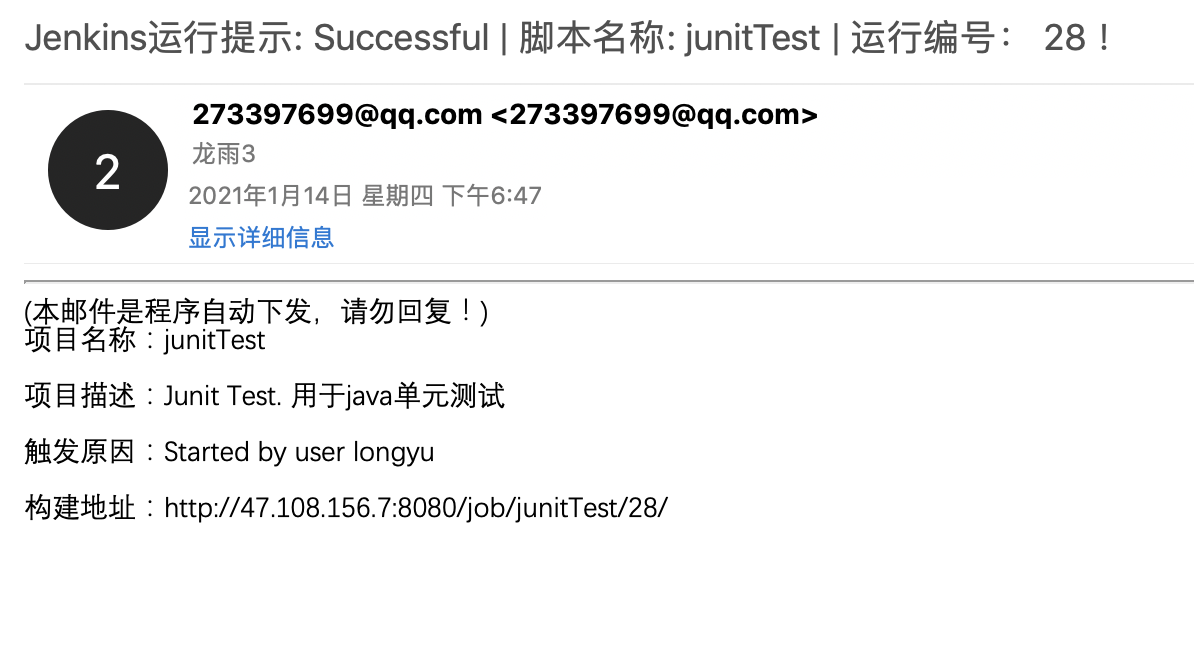 Jenkins运行提示: Successful | 脚本名称: junitTest | 运行编号： 28！
2
273397699@qq.com <273397699@qq.com>
龙雨3
2021年1月14日 星期四 下午6:47
显示详细信息
(本邮件是程序自动下发，请勿回复！)
项目名称：junitTest
项目描述：Junit Test. 用于java单元测试
触发原因：Started by user longyu
构建地址：http://47.108.156.7:8080/job/junitTest/28/